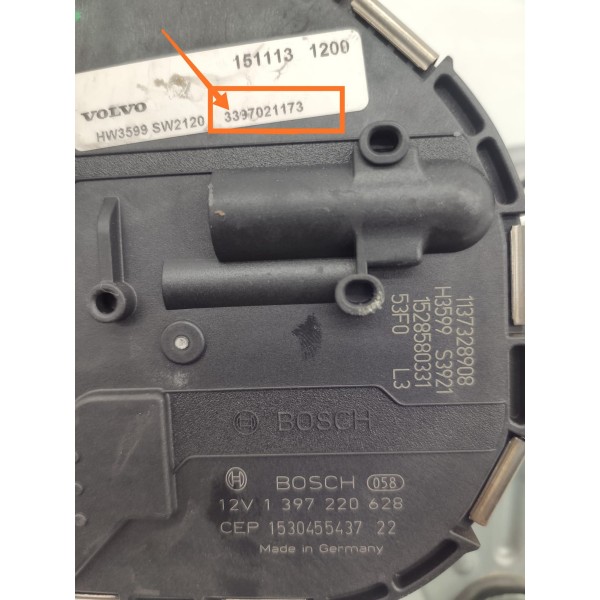 151113 1200
VOLVO
HW3599 SW2120 3397021173
1137328908
H3599 S3921
1528580331
53F0 L3
BOSCH
BOSCH 058
12V 1 397 220 628
CEP 1530455437 22
Made in Germany